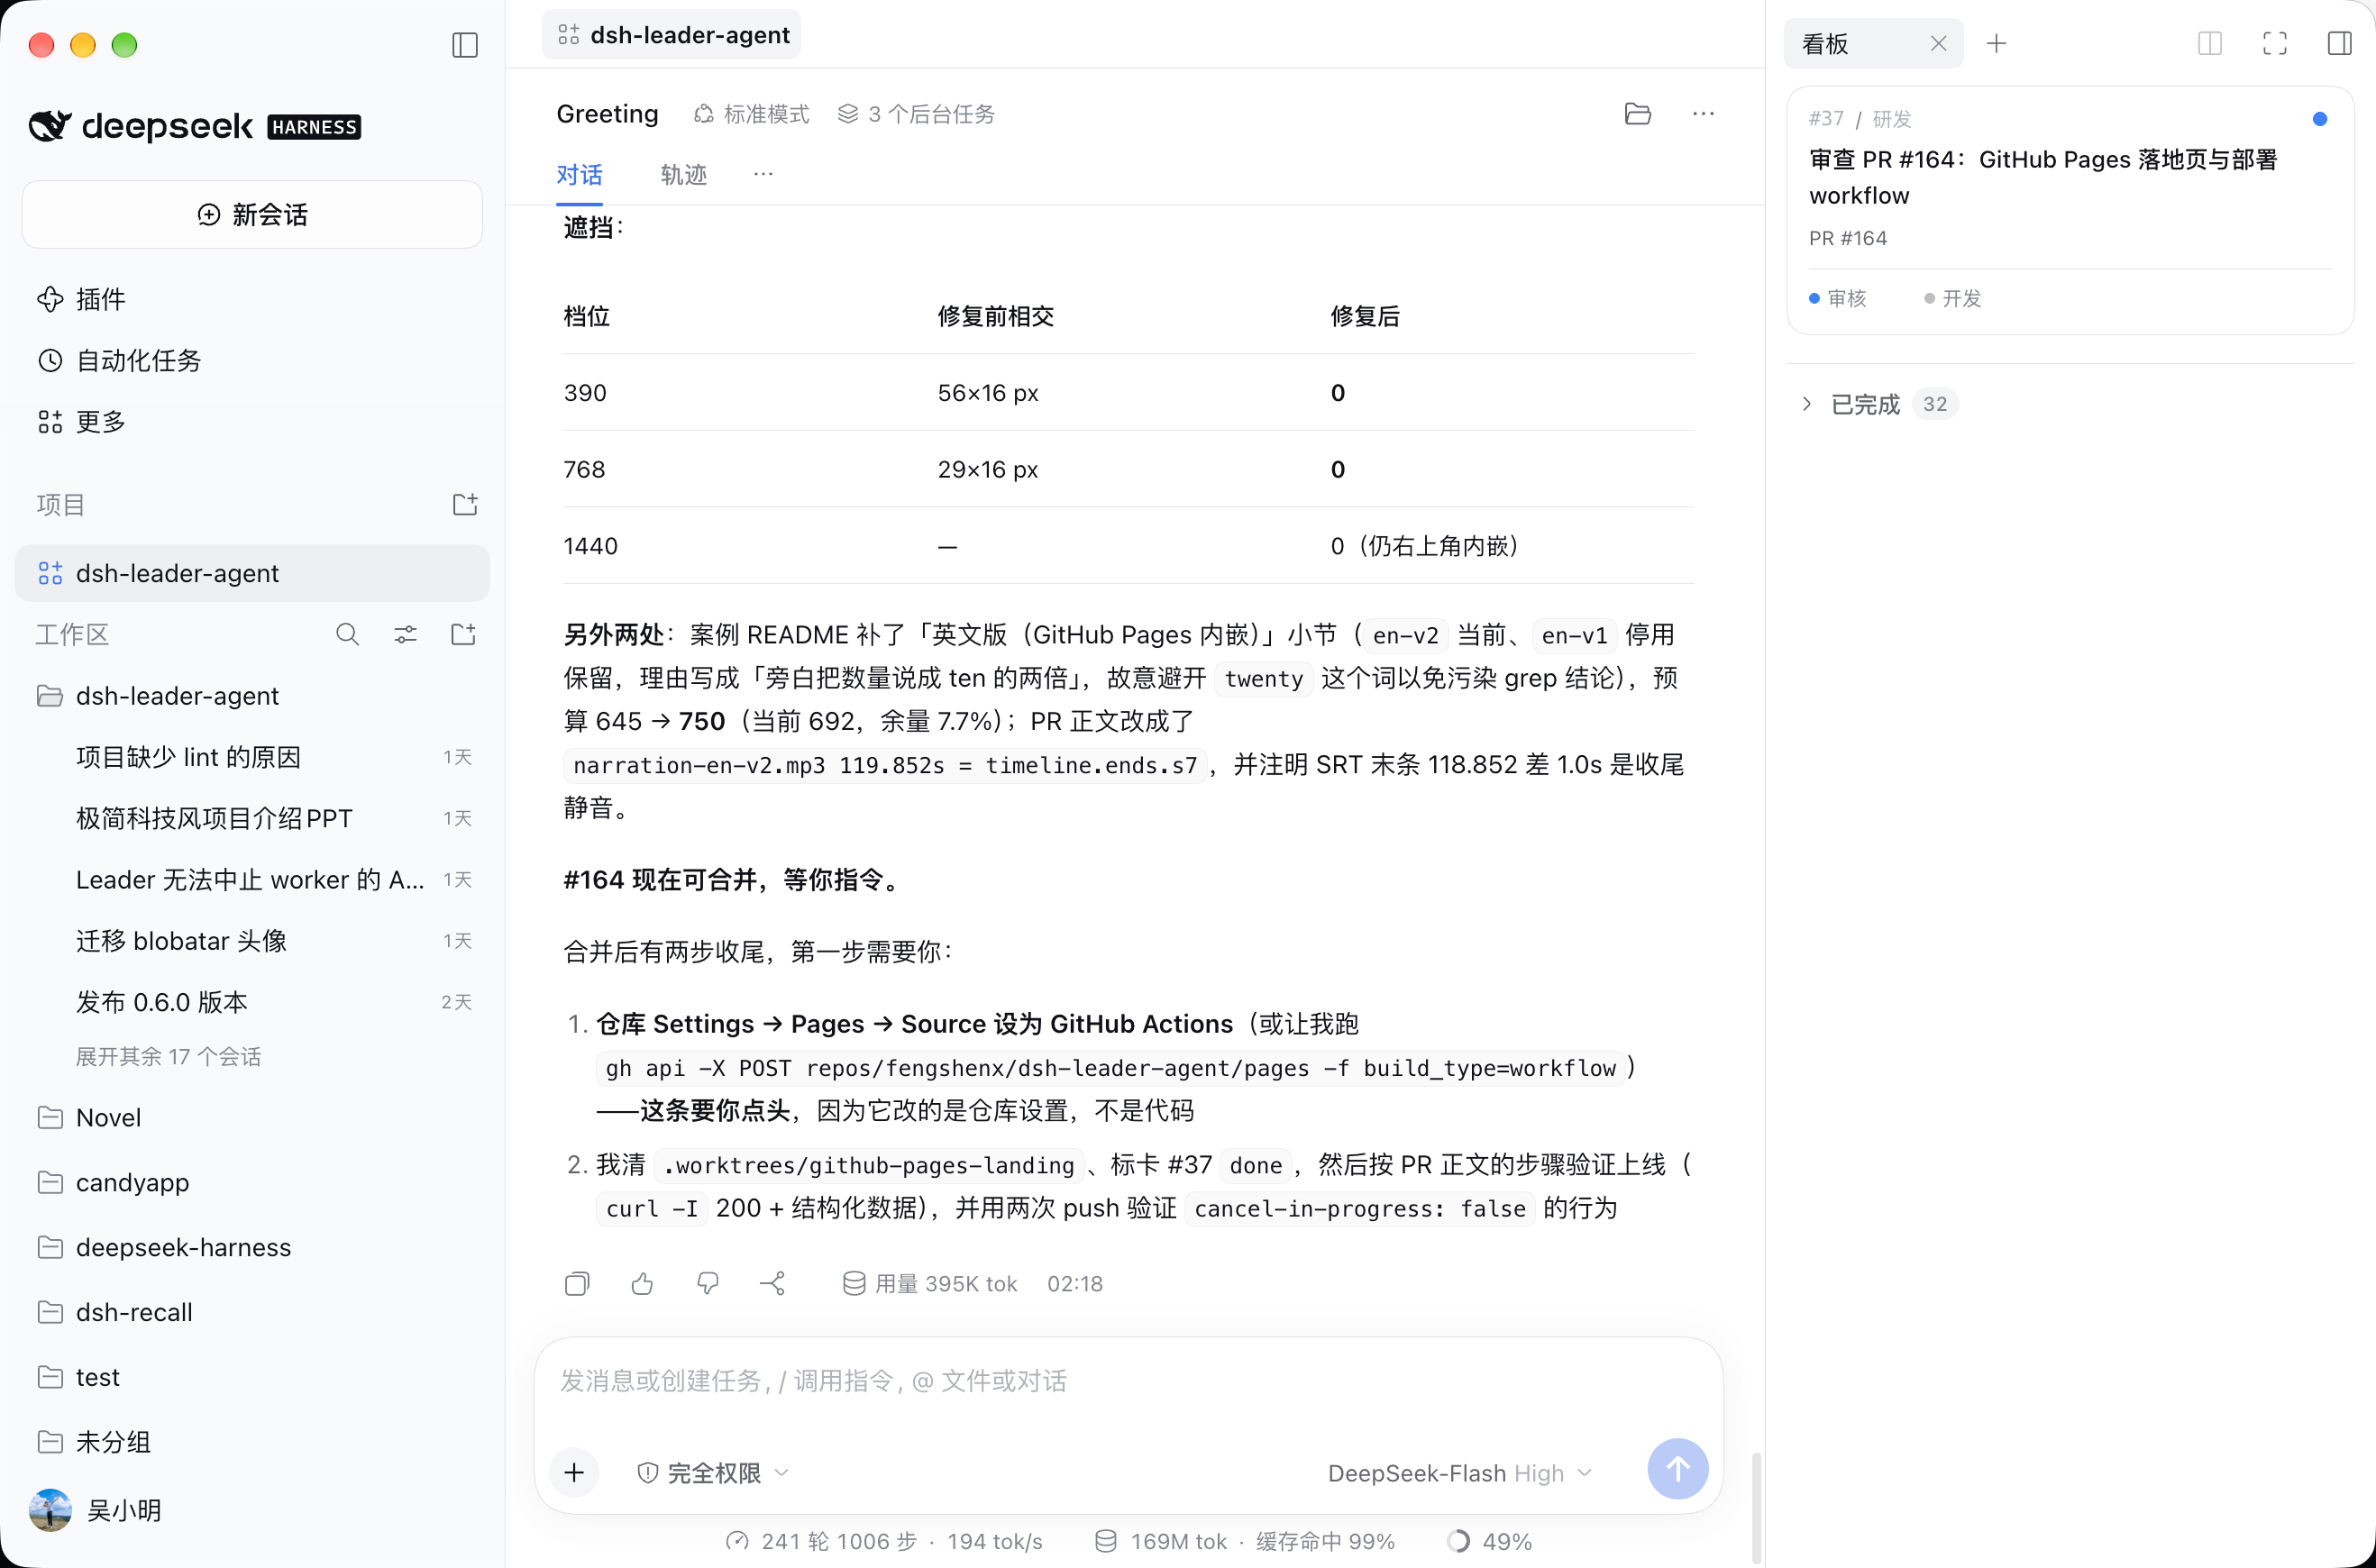 deepseek HARNESS
新会话
插件
自动化任务
更多
项目
dsh-leader-agent
工作区
dsh-leader-agent
项目缺少 lint 的原因 1天
极简科技风项目介绍PPT 1天
Leader 无法中止 worker 的 A... 1天
迁移 blobatar 头像 1天
发布 0.6.0 版本 2天
展开其余 17 个会话
Novel
candyapp
deepseek-harness
dsh-recall
test
未分组
吴小明
dsh-leader-agent
Greeting 标准模式 3 个后台任务
对话 轨迹 ...
遮挡：
档位 修复前相交 修复后
390 56×16 px 0
768 29×16 px 0
1440 — 0（仍右上角内嵌）
另外两处：案例 README 补了「英文版（GitHub Pages 内嵌）」小节（ en-v2 当前、 en-v1 停用
保留，理由写成「旁白把数量说成 ten 的两倍」，故意避开 twenty 这个词以免污染 grep 结论），预
算 645 → 750（当前 692，余量 7.7%）；PR 正文改成了
narration-en-v2.mp3 119.852s = timeline.ends.s7 ，并注明 SRT 末条 118.852 差 1.0s 是收尾
静音。
#164 现在可合并，等你指令。
合并后有两步收尾，第一步需要你：
1. 仓库 Settings → Pages → Source 设为 GitHub Actions（或让我跑
gh api -X POST repos/fengshenx/dsh-leader-agent/pages -f build_type=workflow ）
——这条要你点头，因为它改的是仓库设置，不是代码
2. 我清 .worktrees/github-pages-landing 、标卡 #37 done ，然后按 PR 正文的步骤验证上线（
curl -I 200 + 结构化数据），并用两次 push 验证 cancel-in-progress: false 的行为
用量 395K tok 02:18
发消息或创建任务, / 调用指令, @ 文件或对话
完全权限 DeepSeek-Flash High
241 轮 1006 步 · 194 tok/s 169M tok · 缓存命中 99% 49%
看板
#37 / 研发
审查 PR #164：GitHub Pages 落地页与部署
workflow
PR #164
审核 开发
已完成 32